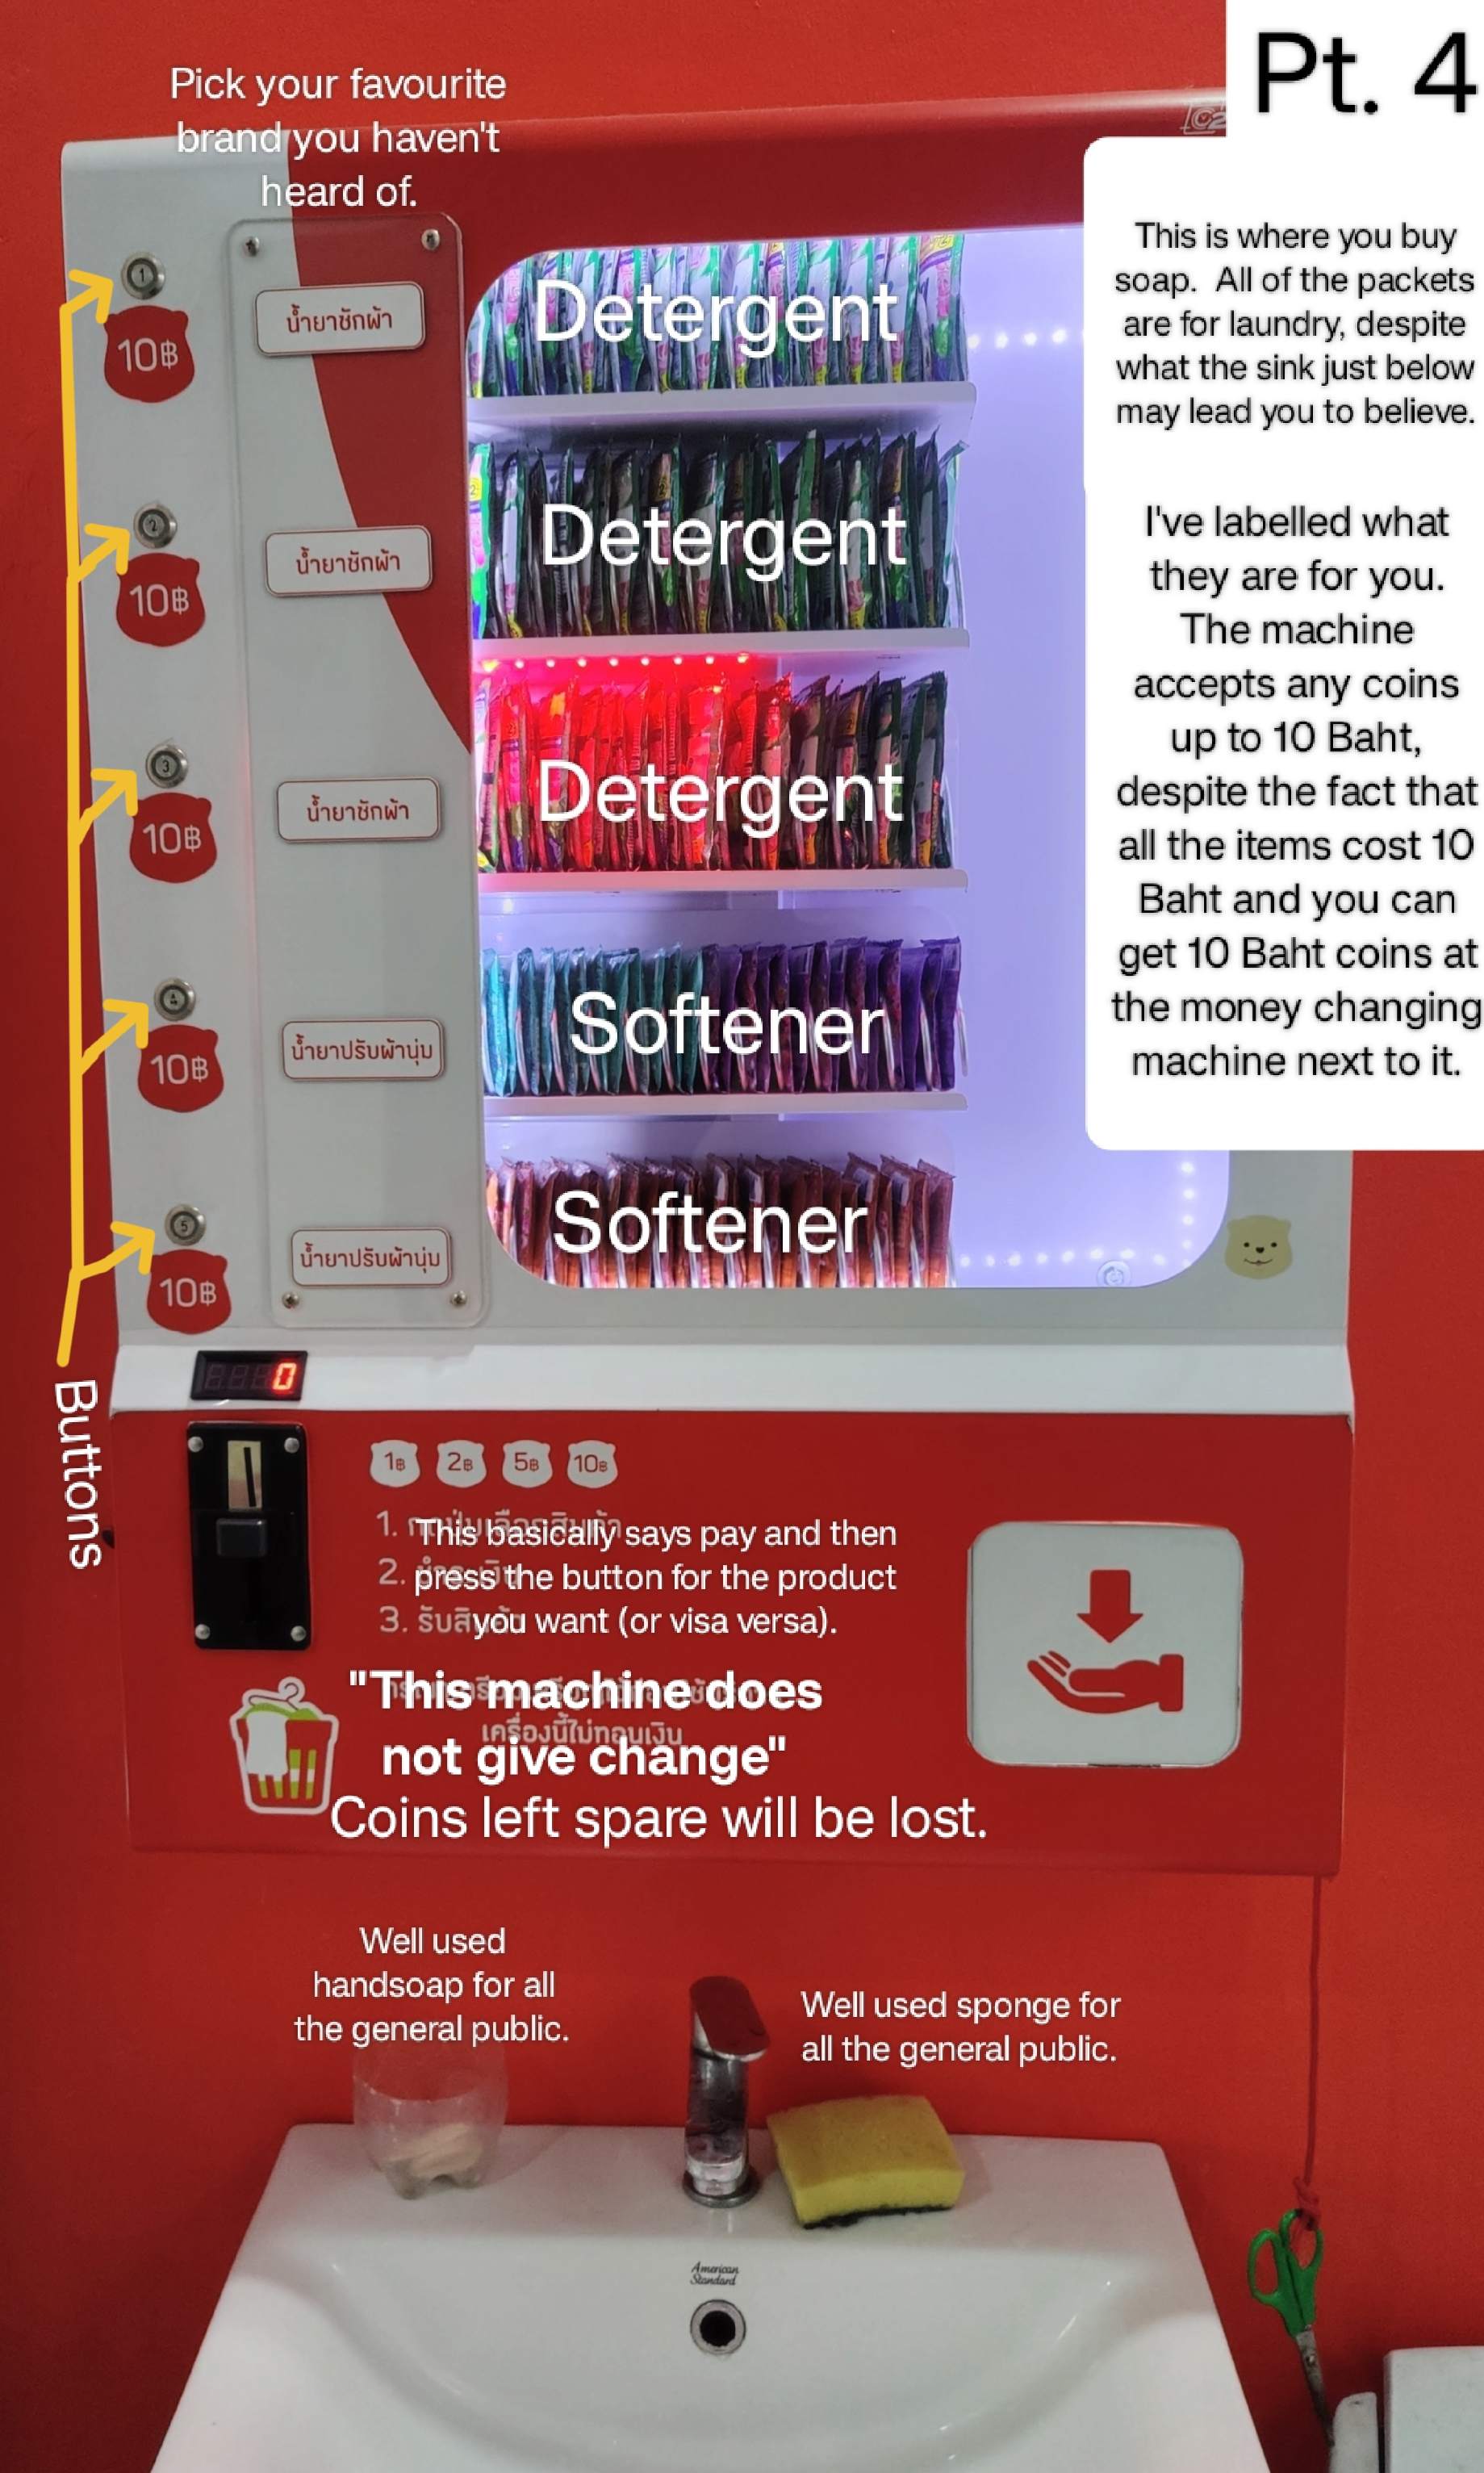 Pt. 4
Pick your favourite
brand you haven't
heard of.
This is where you buy
soap. All of the packets
are for laundry, despite
what the sink just below
may lead you to believe.
I've labelled what
they are for you.
The machine
accepts any coins
up to 10 Baht,
despite the fact that
all the items cost 10
Baht and you can
get 10 Baht coins at
the money changing
machine next to it.
1
10฿
น้ำยาซักผ้า
Detergent
2
10฿
น้ำยาซักผ้า
Detergent
3
10฿
น้ำยาซักผ้า
Detergent
4
10฿
น้ำยาปรับผ้านุ่ม
Softener
5
10฿
น้ำยาปรับผ้านุ่ม
Softener
Buttons
0
1฿ 2฿ 5฿ 10฿
1.
2.
3.
This basically says pay and then
press the button for the product
you want (or visa versa).
"This machine does
not give change"
เครื่องนี้ไม่ทอนเงิน
Coins left spare will be lost.
Well used
handsoap for all
the general public.
Well used sponge for
all the general public.
American
Standard